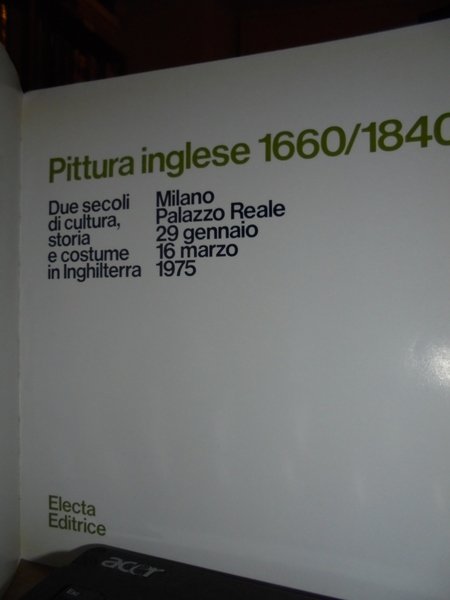 Pittura inglese 1660/1840
Due secoli
di cultura,
storia
e costume
in Inghilterra
Milano
Palazzo Reale
29 gennaio
16 marzo
1975
Electa
Editrice
acer